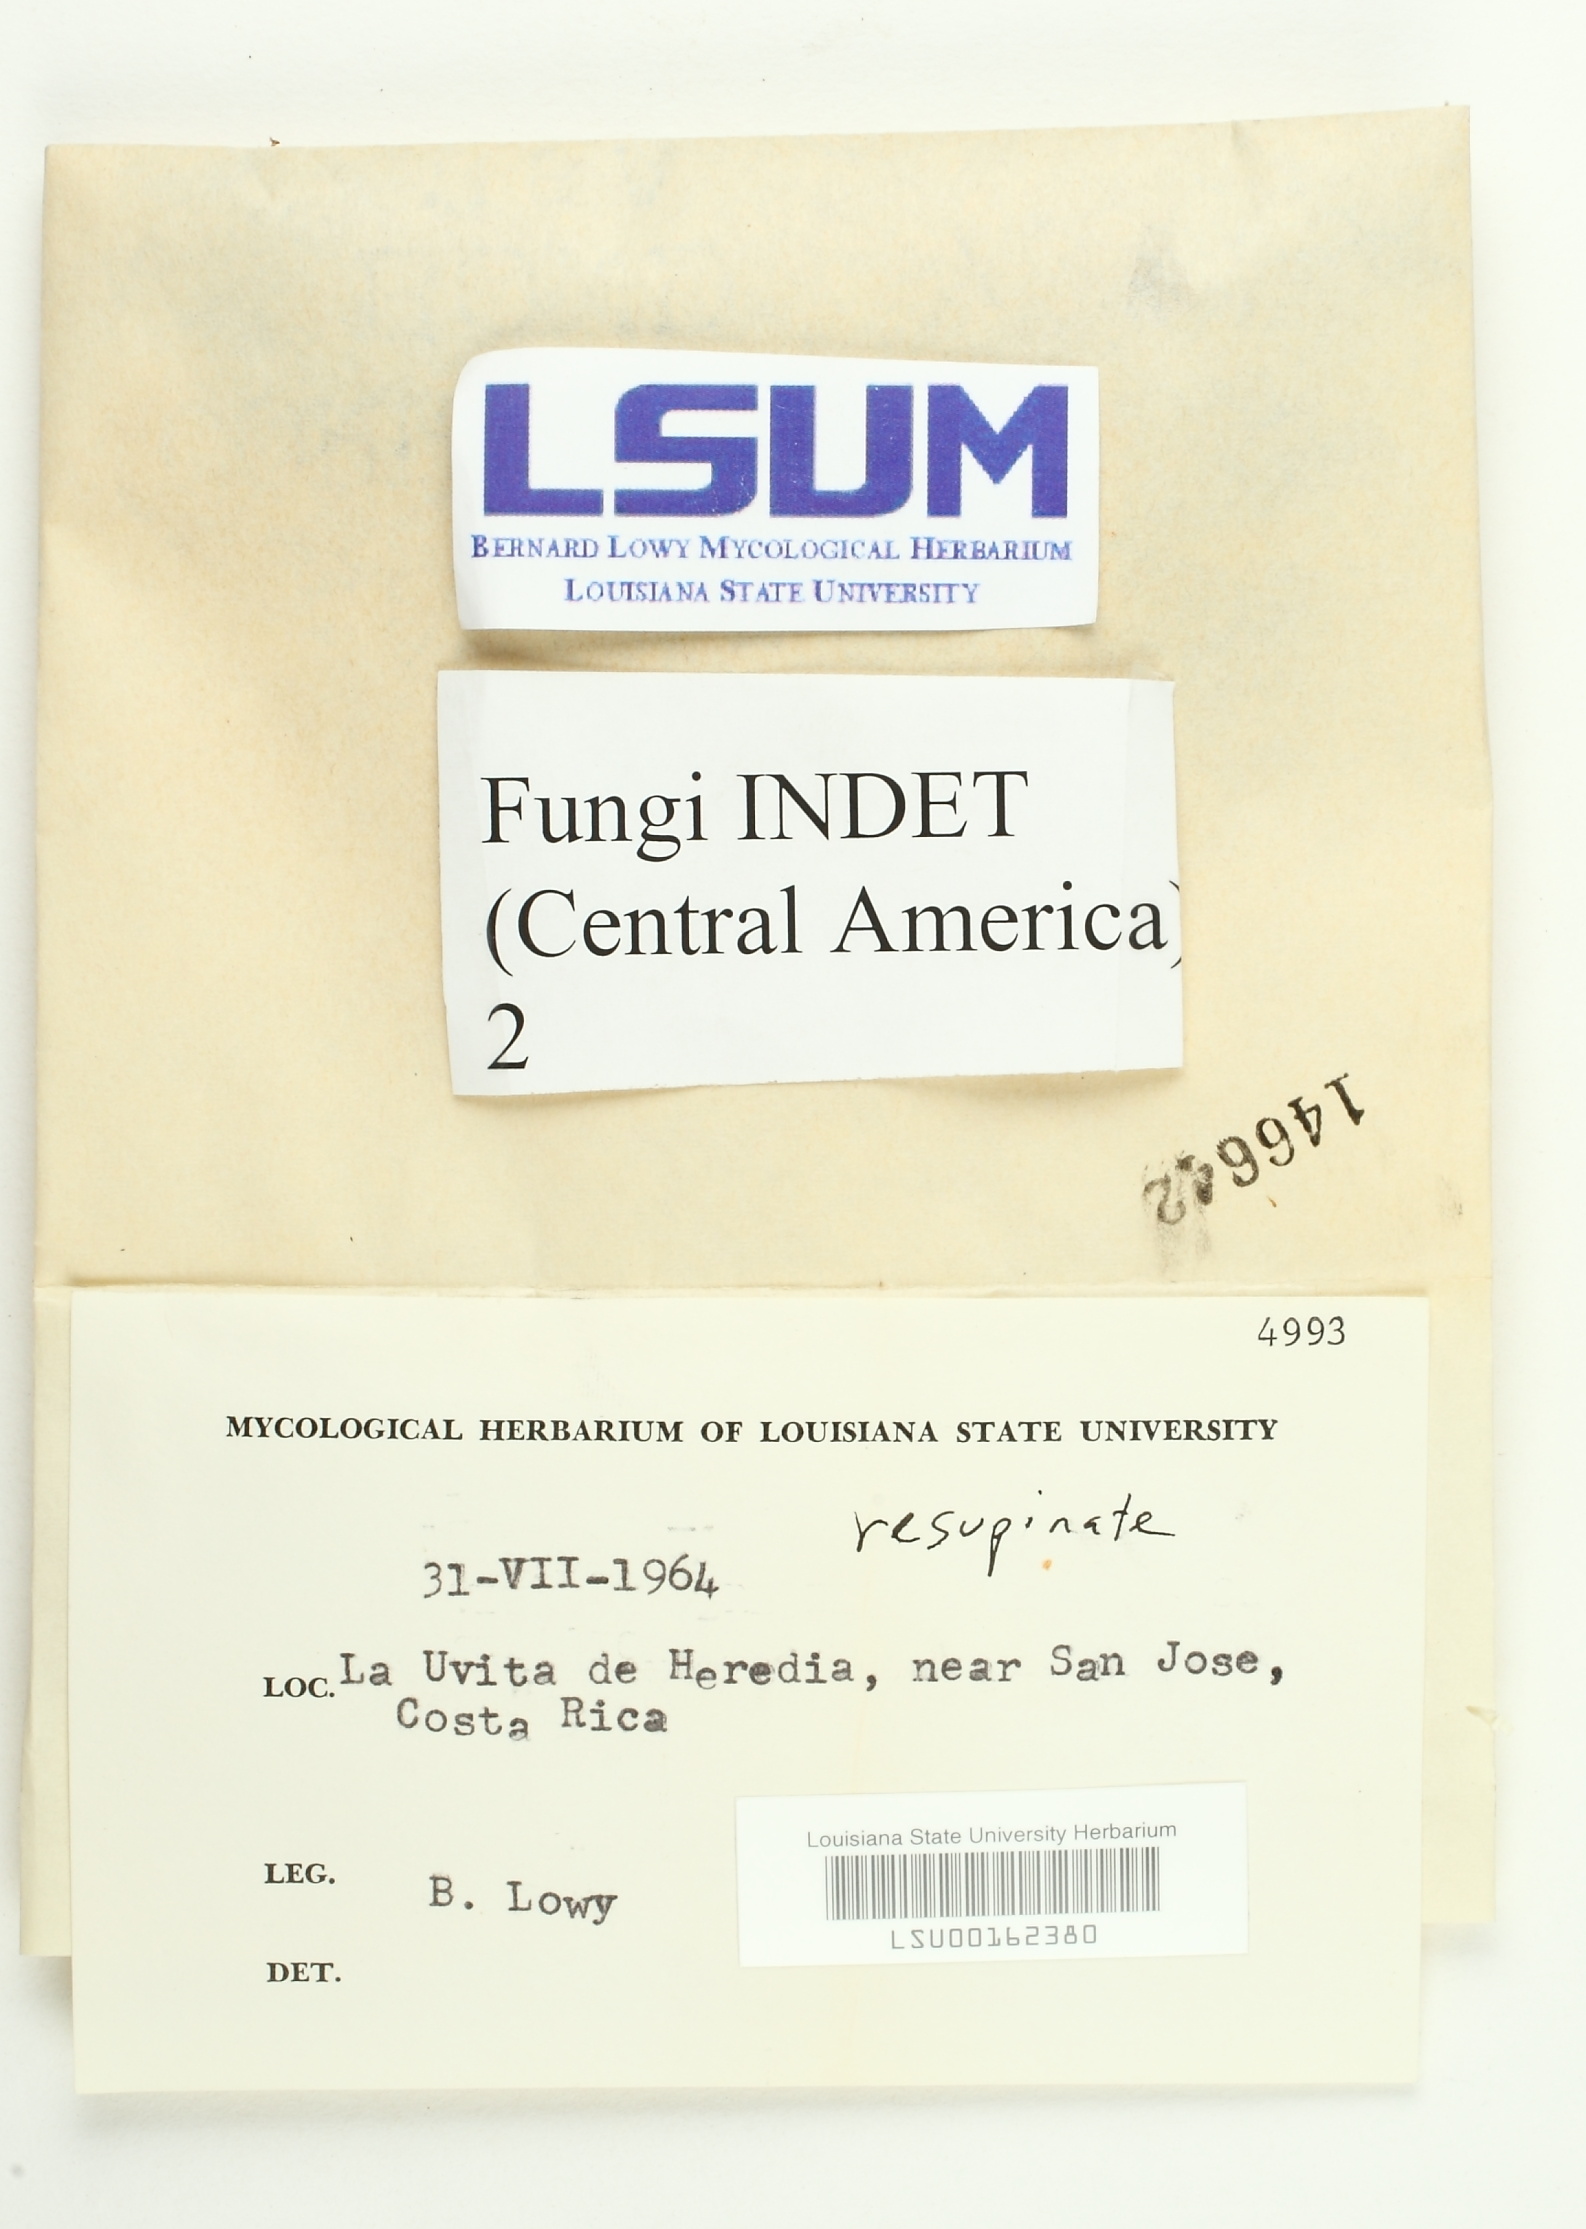 LSUM
BERNARD LOWY MYCOLOGICAL HERBARIUM
LOUISIANA STATE UNIVERSITY
Fungi INDET
(Central America)
2
146642
4993
MYCOLOGICAL HERBARIUM OF LOUISIANA STATE UNIVERSITY
resupinate
31-VII-1964
LOC. La Uvita de Heredia, near San Jose,
Costa Rica
Louisiana State University Herbarium
LEG. B. Lowy
LSU00162380
DET.